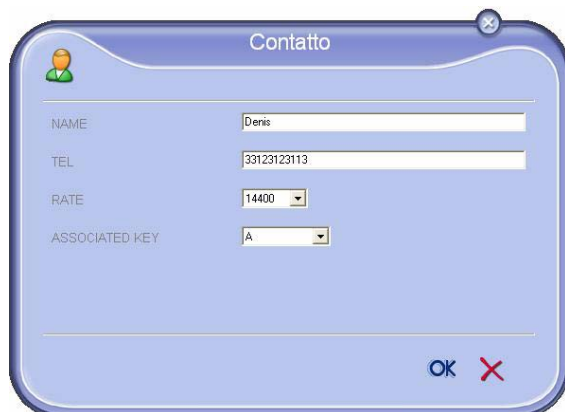 Contatto
NAME Denis
TEL 33123123113
RATE 14400
ASSOCIATED KEY A
OK